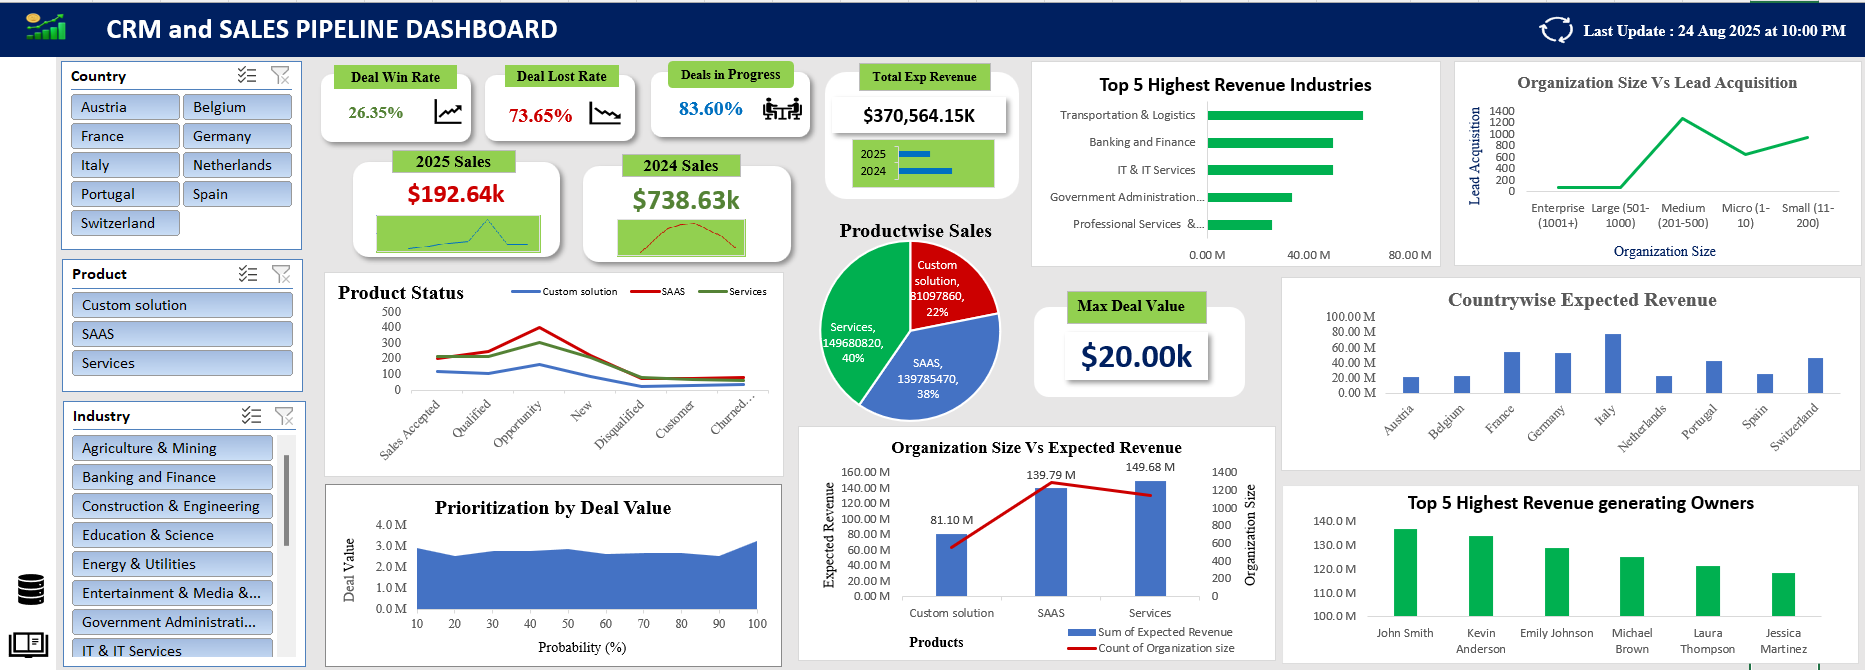 CRM and SALES PIPELINE DASHBOARD
Last Update : 24 Aug 2025 at 10:00 PM
Country
Austria
Belgium
France
Germany
Italy
Netherlands
Portugal
Spain
Switzerland
Product
Custom solution
SAAS
Services
Industry
Agriculture & Mining
Banking and Finance
Construction & Engineering
Education & Science
Energy & Utilities
Entertainment & Media &...
Government Administrati...
IT & IT Services
Deal Win Rate
26.35%
Deal Lost Rate
73.65%
Deals in Progress
83.60%
Total Exp Revenue
$370,564.15K
2025
2024
2025 Sales
$192.64k
2024 Sales
$738.63k
Product Status
Custom solution
SAAS
Services
500
400
300
200
100
0
Sales Accepted
Qualified
Opportunity
New
Disqualified
Customer
Churned...
Prioritization by Deal Value
Deal Value
4.0 M
3.0 M
2.0 M
1.0 M
0.0 M
10 20 30 40 50 60 70 80 90 100
Probability (%)
Productwise Sales
Custom
solution,
81097860,
22%
Services,
149680820,
40%
SAAS,
139785470,
38%
Max Deal Value
$20.00k
Organization Size Vs Expected Revenue
Expected Revenue
160.00 M
140.00 M
120.00 M
100.00 M
80.00 M
60.00 M
40.00 M
20.00 M
0.00 M
81.10 M
139.79 M
149.68 M
1400
1200
1000
800
600
400
200
0
Organization Size
Custom solution
SAAS
Services
Products
Sum of Expected Revenue
Count of Organization size
Top 5 Highest Revenue Industries
Transportation & Logistics
Banking and Finance
IT & IT Services
Government Administration...
Professional Services &...
0.00 M
40.00 M
80.00 M
Organization Size Vs Lead Acquisition
Lead Acquisition
1400
1200
1000
800
600
400
200
0
Enterprise
(1001+)
Large (501-
1000)
Medium
(201-500)
Micro (1-
10)
Small (11-
200)
Organization Size
Countrywise Expected Revenue
100.00 M
80.00 M
60.00 M
40.00 M
20.00 M
0.00 M
Austria
Belgium
France
Germany
Italy
Netherlands
Portugal
Spain
Switzerland
Top 5 Highest Revenue generating Owners
140.0 M
130.0 M
120.0 M
110.0 M
100.0 M
John Smith
Kevin
Anderson
Emily Johnson
Michael
Brown
Laura
Thompson
Jessica
Martinez